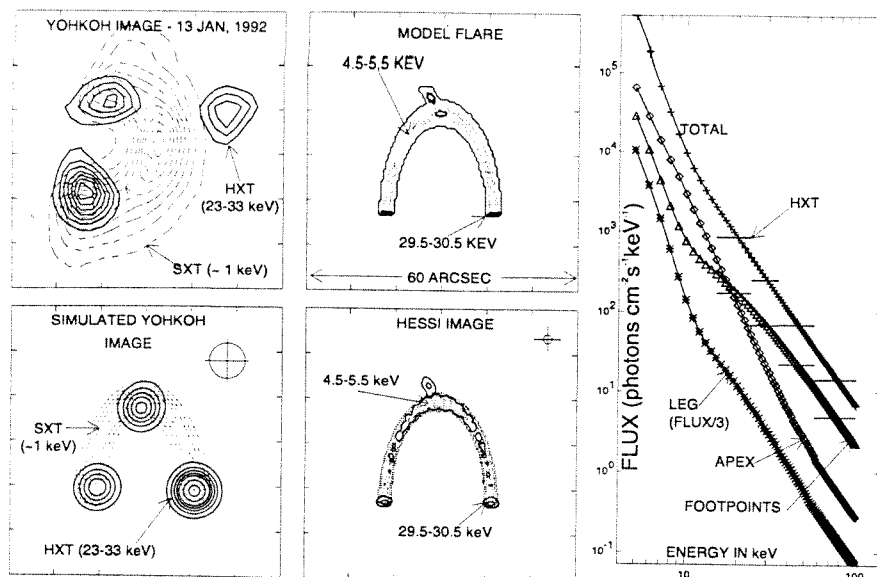 YOHKOH IMAGE - 13 JAN, 1992
HXT
(23-33 keV)
SXT (~ 1 keV)
MODEL FLARE
4.5-5.5 KEV
29.5-30.5 KEV
60 ARCSEC
SIMULATED YOHKOH
IMAGE
SXT
(~1 keV)
HXT (23-33 keV)
HESSI IMAGE
4.5-5.5 keV
29.5-30.5 keV
FLUX (photons cm⁻² s⁻¹ keV⁻¹)
10⁵
10⁴
10³
10²
10¹
10⁰
10⁻¹
TOTAL
HXT
LEG
(FLUX/3)
APEX
FOOTPOINTS
ENERGY IN keV
10
100